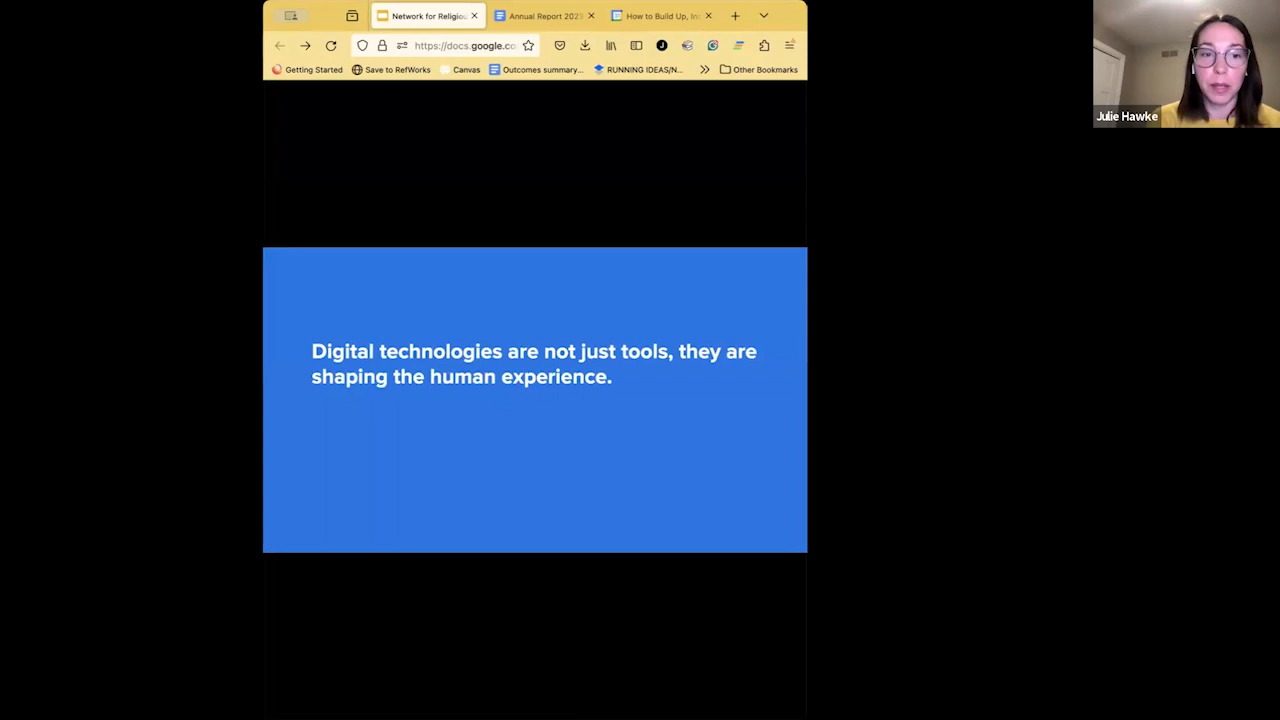 Network for Religiou
Annual Report 2023
How to Build Up, In
https://docs.google.co
Getting Started
Save to RefWorks
Canvas
Outcomes summary...
RUNNING IDEAS/N...
Other Bookmarks
Julie Hawke
Digital technologies are not just tools, they are
shaping the human experience.